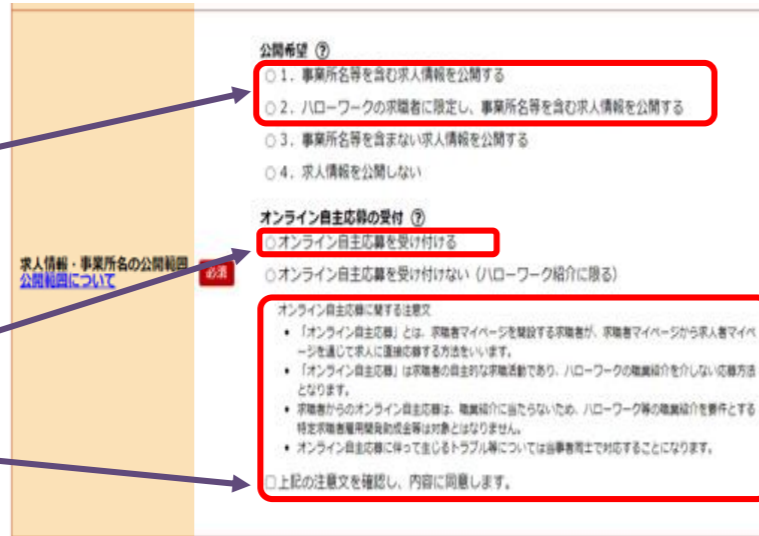 公開希望 ?
○1．事業所名等を含む求人情報を公開する
○2．ハローワークの求職者に限定し、事業所名等を含む求人情報を公開する
○3．事業所名等を含まない求人情報を公開する
○4．求人情報を公開しない
オンライン自主応募の受付 ?
○オンライン自主応募を受け付ける
求人情報・事業所名の公開範囲
公開範囲について
必須
○オンライン自主応募を受け付けない（ハローワーク紹介に限る）
オンライン自主応募に関する注意文
• 「オンライン自主応募」とは、求職者マイページを開設する求職者が、求職者マイページから求人者マイペ
ージを通じて求人に直接応募する方法をいいます。
• 「オンライン自主応募」は求職者の自主的な求職活動であり、ハローワークの職業紹介を介しない応募方法
となります。
• 求職者からのオンライン自主応募は、職業紹介に当たらないため、ハローワーク等の職業紹介を要件とする
特定求職者雇用開発助成金等は対象とはなりません。
• オンライン自主応募に伴って生じるトラブル等については当事者同士で対応することになります。
□上記の注意文を確認し、内容に同意します。